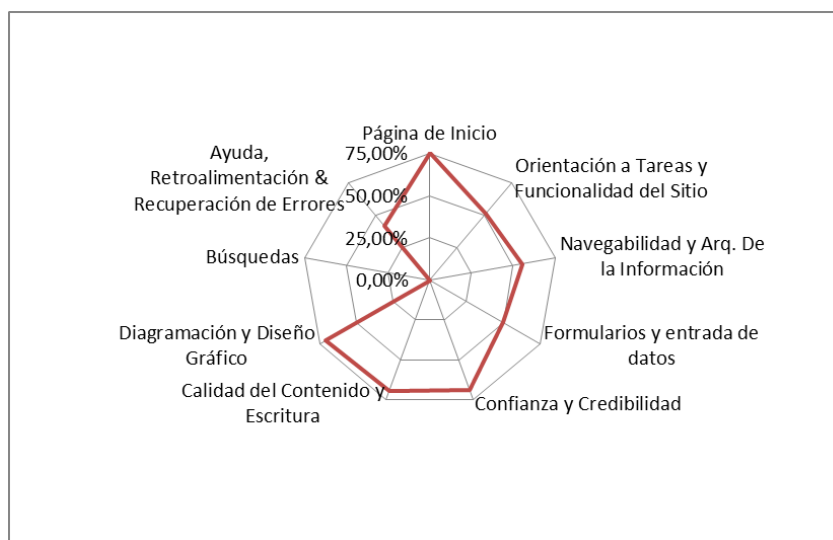 Página de Inicio
75,00%
50,00%
25,00%
0,00%
Orientación a Tareas y
Funcionalidad del Sitio
Navegabilidad y Arq. De
la Información
Formularios y entrada de
datos
Confianza y Credibilidad
Calidad del Contenido y
Escritura
Diagramación y Diseño
Gráfico
Búsquedas
Ayuda,
Retroalimentación &
Recuperación de Errores